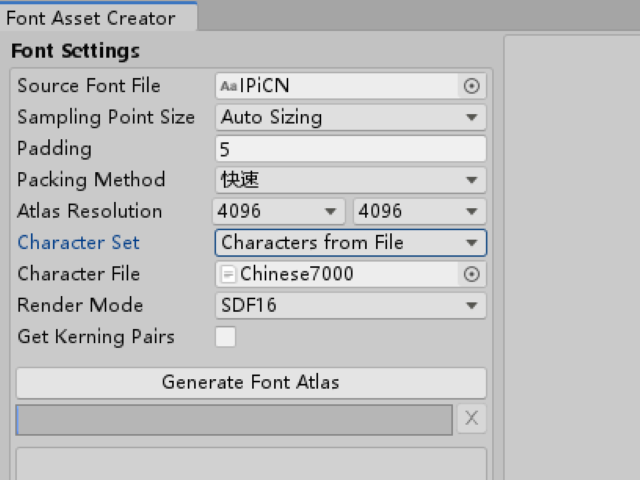 Font Asset Creator
Font Settings
Source Font File Aa IPiCN
Sampling Point Size Auto Sizing
Padding 5
Packing Method 快速
Atlas Resolution 4096 4096
Character Set Characters from File
Character File Chinese7000
Render Mode SDF16
Get Kerning Pairs
Generate Font Atlas
X